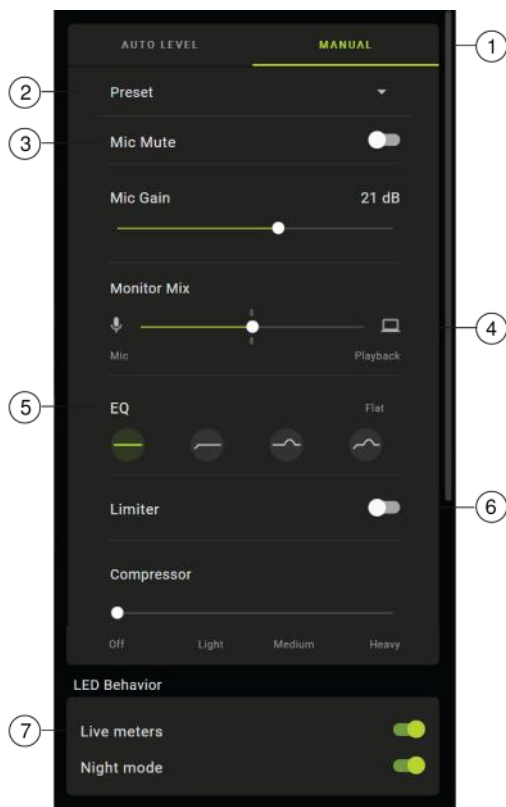 AUTO LEVEL MANUAL 1
2 Preset
3 Mic Mute
Mic Gain 21 dB
Monitor Mix
4
Mic Playback
5 EQ Flat
Limiter 6
Compressor
Off Light Medium Heavy
LED Behavior
7 Live meters
Night mode